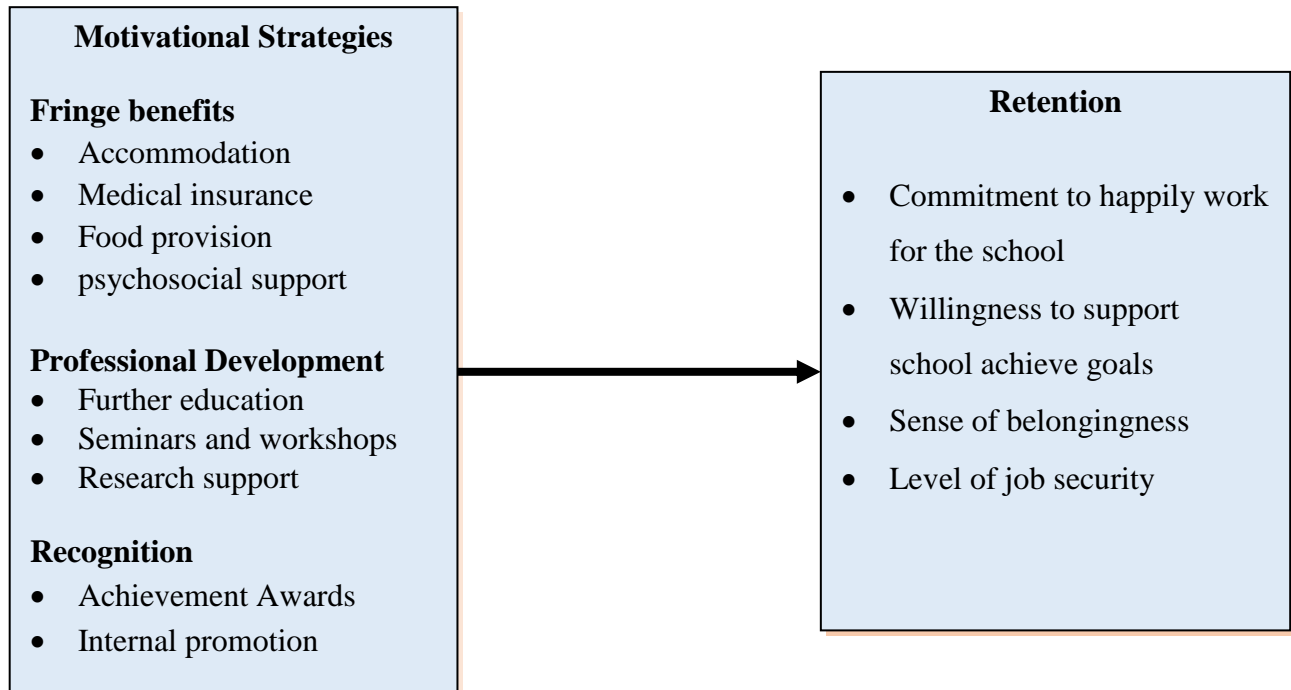 Motivational Strategies
Fringe benefits
• Accommodation
• Medical insurance
• Food provision
• psychosocial support
Professional Development
• Further education
• Seminars and workshops
• Research support
Recognition
• Achievement Awards
• Internal promotion
Retention
• Commitment to happily work
for the school
• Willingness to support
school achieve goals
• Sense of belongingness
• Level of job security